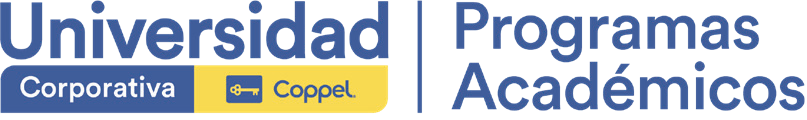 Universidad
Corporativa
Coppel
Programas
Académicos